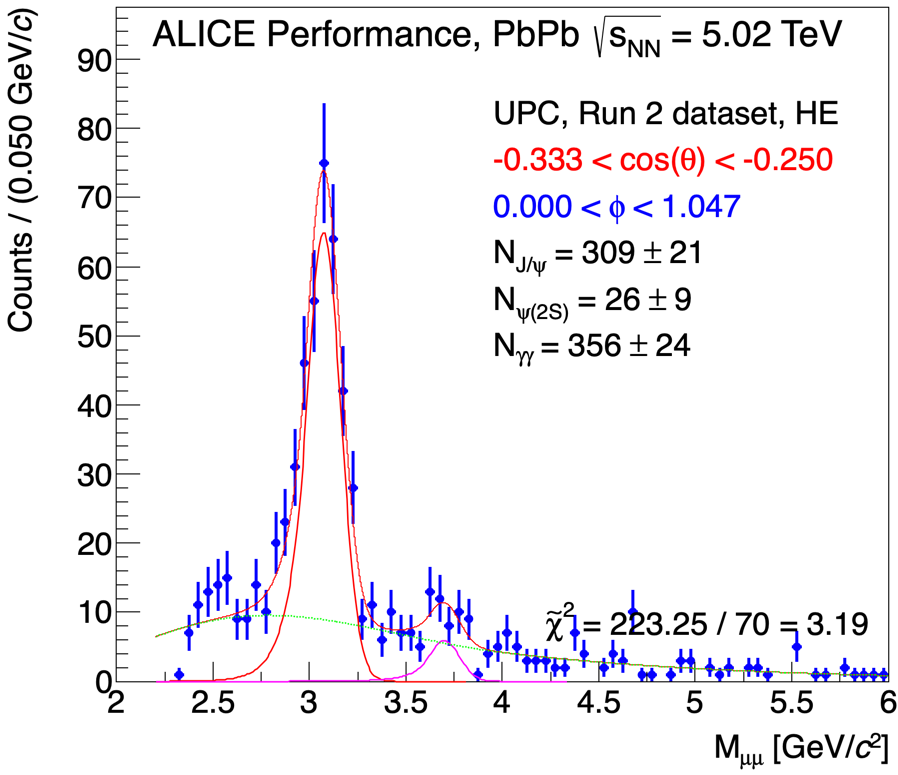 ALICE Performance, PbPb √sNN = 5.02 TeV
UPC, Run 2 dataset, HE
-0.333 < cos(θ) < -0.250
0.000 < ϕ < 1.047
NJ/ψ = 309 ± 21
Nψ(2S) = 26 ± 9
Nγγ = 356 ± 24
χ̃² = 223.25 / 70 = 3.19
Counts / (0.050 GeV/c)
90
80
70
60
50
40
30
20
10
0
2 2.5 3 3.5 4 4.5 5 5.5 6
Mμμ [GeV/c²]